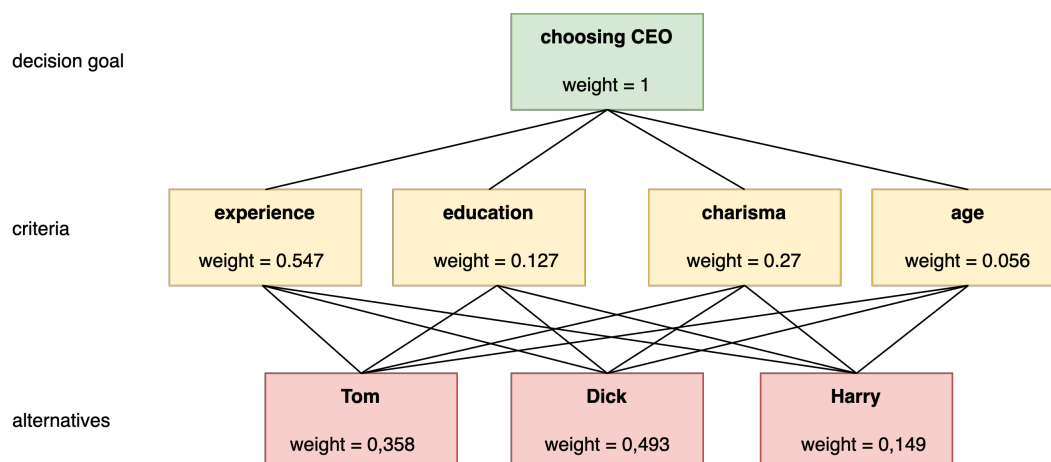 choosing CEO
decision goal
weight = 1
experience
education
charisma
age
criteria
weight = 0.547
weight = 0.127
weight = 0.27
weight = 0.056
Tom
Dick
Harry
alternatives
weight = 0,358
weight = 0,493
weight = 0,149